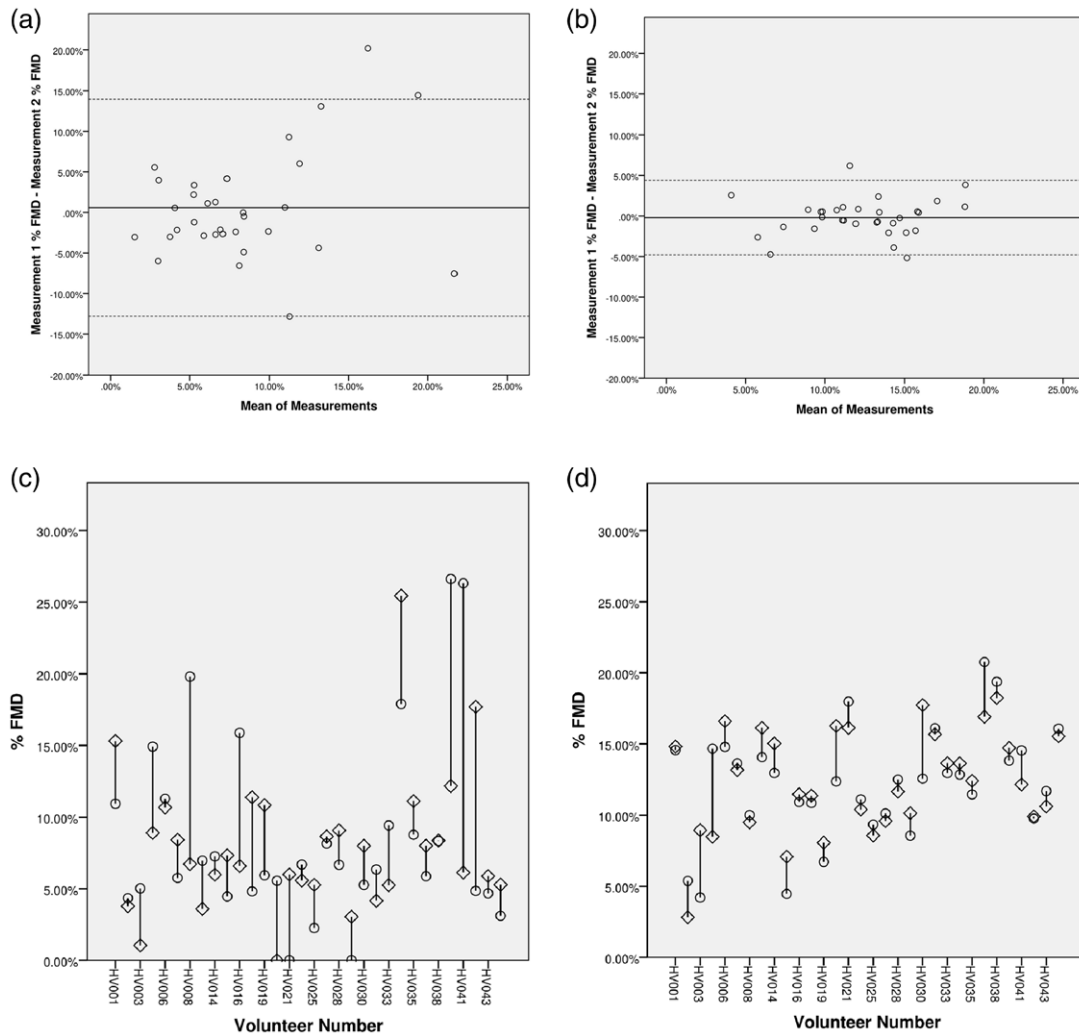 (a)
Measurement 1 % FMD - Measurement 2 % FMD
20.00%
15.00%
10.00%
5.00%
.00%
-5.00%
-10.00%
-15.00%
-20.00%
.00% 5.00% 10.00% 15.00% 20.00% 25.00%
Mean of Measurements
(b)
Measurement 1 % FMD - Measurement 2 % FMD
20.00%
15.00%
10.00%
5.00%
.00%
-5.00%
-10.00%
-15.00%
-20.00%
.00% 5.00% 10.00% 15.00% 20.00% 25.00%
Mean of Measurements
(c)
% FMD
30.00%
25.00%
20.00%
15.00%
10.00%
5.00%
0.00%
HV001 HV003 HV006 HV008 HV014 HV016 HV019 HV021 HV025 HV028 HV030 HV033 HV035 HV038 HV041 HV043
Volunteer Number
(d)
% FMD
30.00%
25.00%
20.00%
15.00%
10.00%
5.00%
0.00%
HV001 HV003 HV006 HV008 HV014 HV016 HV019 HV021 HV025 HV028 HV030 HV033 HV035 HV038 HV041 HV043
Volunteer Number